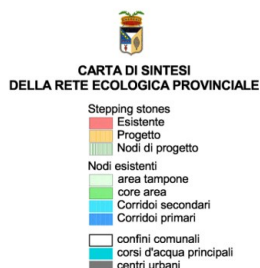 CARTA DI SINTESI
DELLA RETE ECOLOGICA PROVINCIALE
Stepping stones
Esistente
Progetto
Nodi di progetto
Nodi esistenti
area tampone
core area
Corridoi secondari
Corridoi primari
confini comunali
corsi d'acqua principali
centri urbani